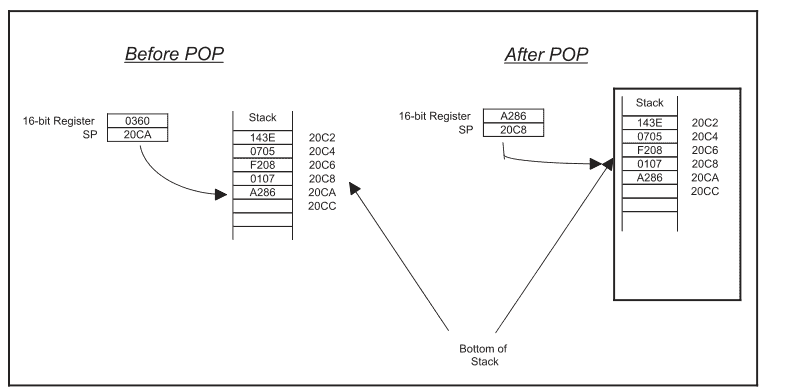 Before POP
16-bit Register 0360
SP 20CA
Stack
143E 20C2
0705 20C4
F208 20C6
0107 20C8
A286 20CA
20CC
After POP
16-bit Register A286
SP 20C8
Stack
143E 20C2
0705 20C4
F208 20C6
0107 20C8
A286 20CA
20CC
Bottom of
Stack